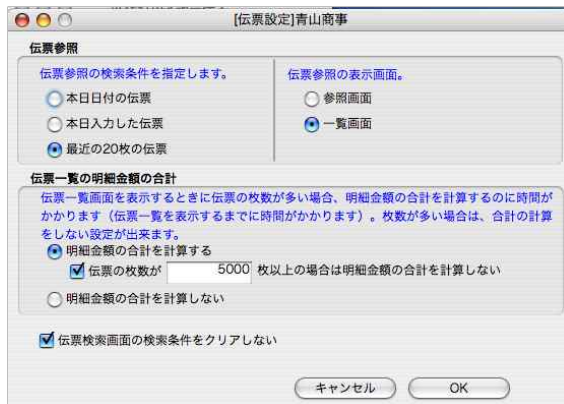 [伝票設定]青山商事
伝票参照
伝票参照の検索条件を指定します。
本日日付の伝票
本日入力した伝票
最近の20枚の伝票
伝票参照の表示画面。
参照画面
一覧画面
伝票一覧の明細金額の合計
伝票一覧画面を表示するときに伝票の枚数が多い場合、明細金額の合計を計算するのに時間が
かかります（伝票一覧を表示するまでに時間がかかります）。枚数が多い場合は、合計の計算
をしない設定が出来ます。
明細金額の合計を計算する
伝票の枚数が 5000 枚以上の場合は明細金額の合計を計算しない
明細金額の合計を計算しない
伝票検索画面の検索条件をクリアしない
キャンセル OK